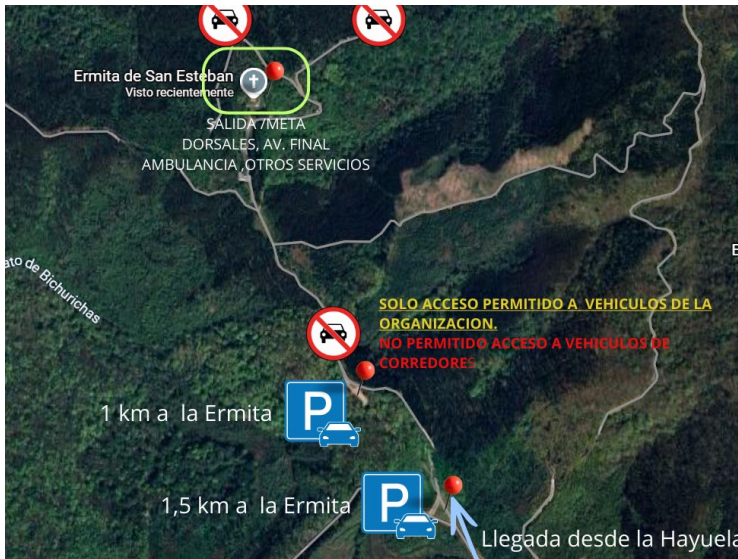 Ermita de San Esteban
Visto recientemente
SALIDA /META
DORSALES, AV. FINAL
AMBULANCIA ,OTROS SERVICIOS
ato de Bichurichas
E
SOLO ACCESO PERMITIDO A VEHICULOS DE LA
ORGANIZACION.
NO PERMITIDO ACCESO A VEHICULOS DE
CORREDORES
P
1 km a la Ermita
P
1,5 km a la Ermita
Llegada desde la Hayuela